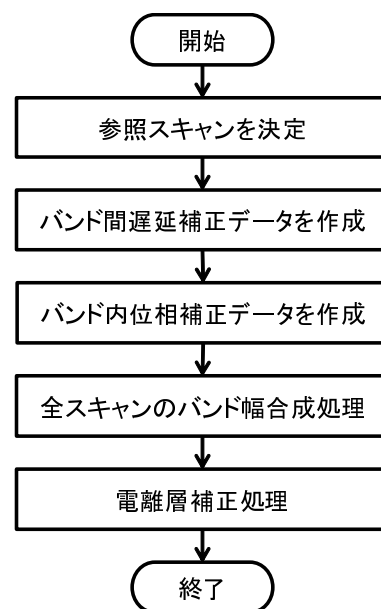 開始
参照スキャンを決定
バンド間遅延補正データを作成
バンド内位相補正データを作成
全スキャンのバンド幅合成処理
電離層補正処理
終了